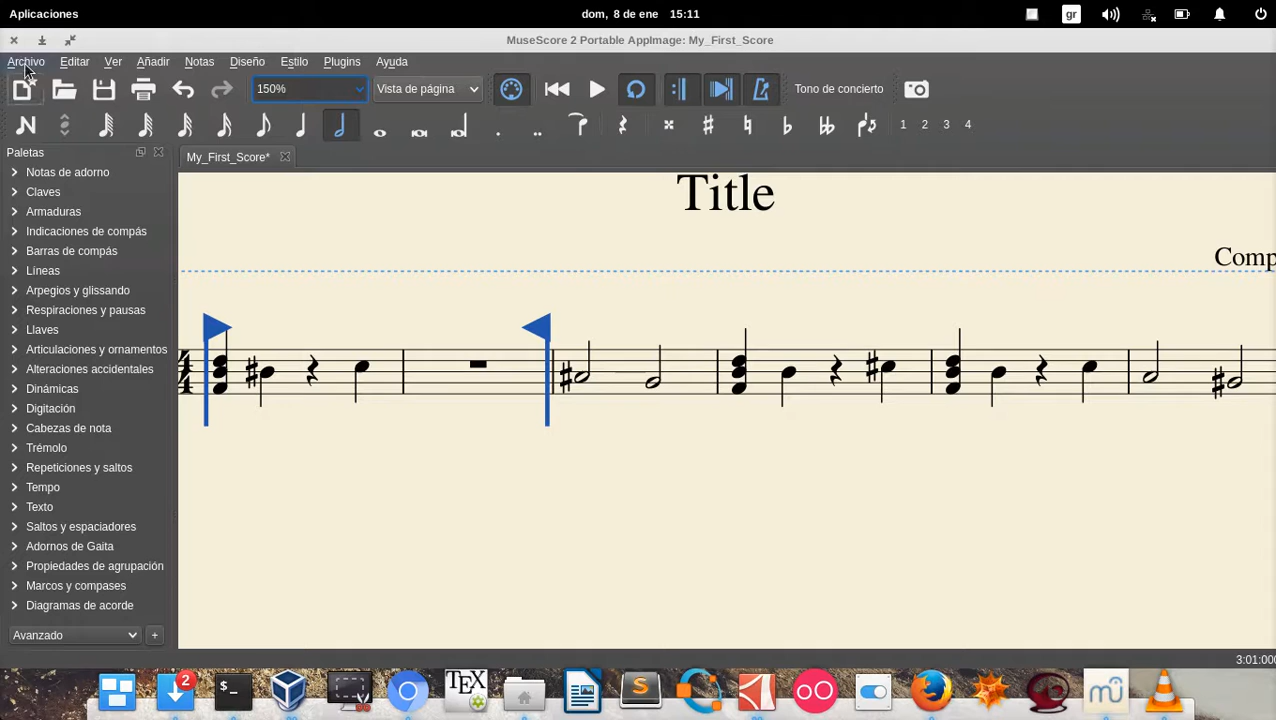 Aplicaciones
dom, 8 de ene 15:11
gr
MuseScore 2 Portable AppImage: My_First_Score
Archivo Editar Ver Añadir Notas Diseño Estilo Plugins Ayuda
150% Vista de página Tono de concierto
1 2 3 4
Paletas
My_First_Score*
Notas de adorno
Claves
Armaduras
Indicaciones de compás
Barras de compás
Líneas
Arpegios y glissando
Respiraciones y pausas
Llaves
Articulaciones y ornamentos
Alteraciones accidentales
Dinámicas
Digitación
Cabezas de nota
Trémolo
Repeticiones y saltos
Tempo
Texto
Saltos y espaciadores
Adornos de Gaita
Propiedades de agrupación
Marcos y compases
Diagramas de acorde
Avanzado +
Title
Comp
4
4
3:01:000
2
>_
TEX
S
mu